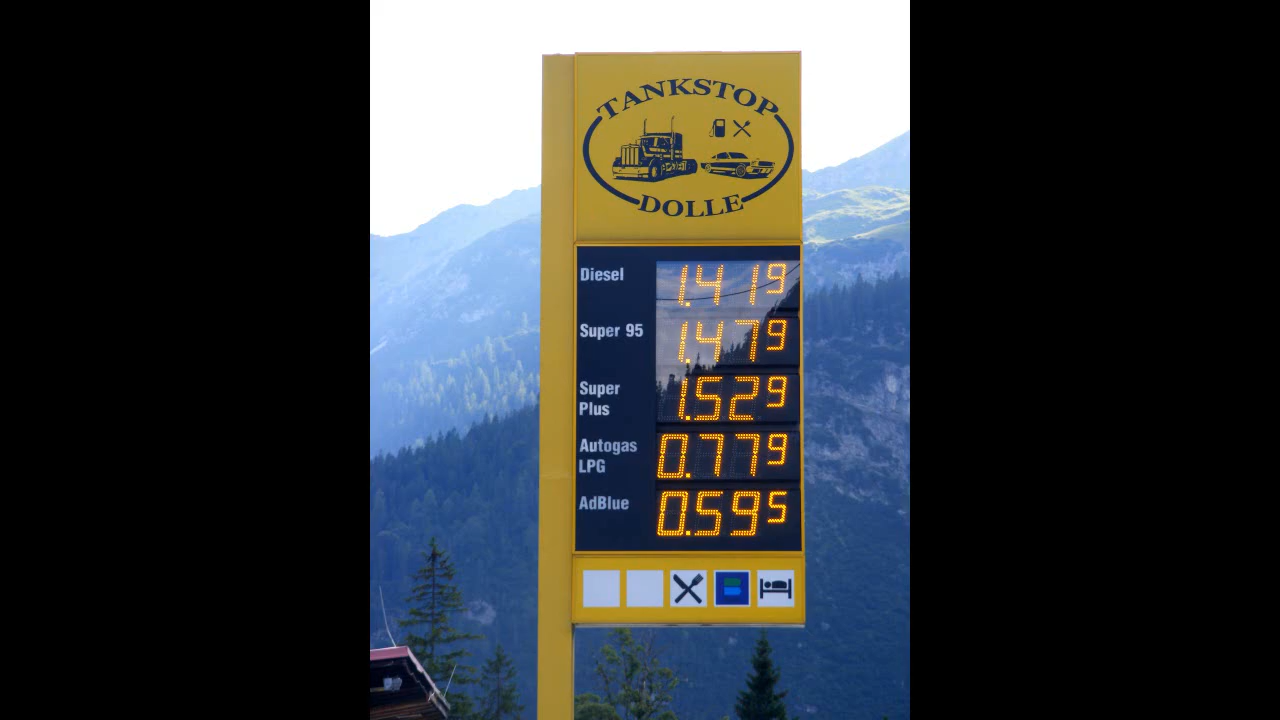 TANKSTOP
DOLLE
Diesel 1.419
Super 95 1.479
Super
Plus 1.529
Autogas
LPG 0.779
AdBlue 0.595